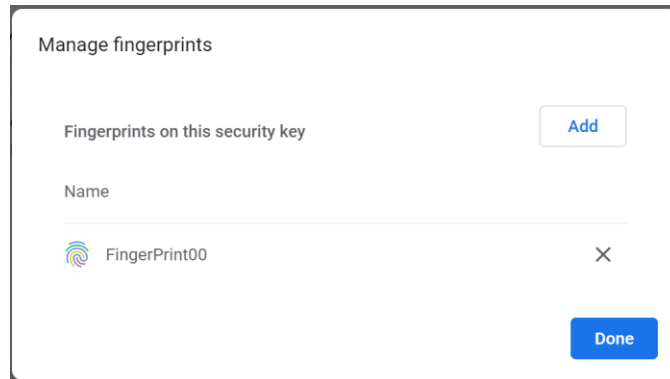 Manage fingerprints
Fingerprints on this security key
Add
Name
FingerPrint00
Done